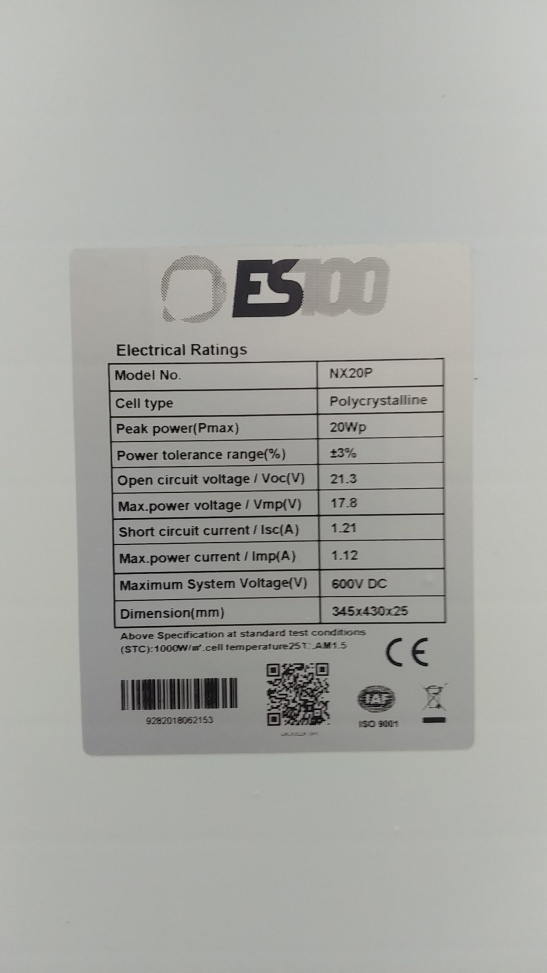 ES100
Electrical Ratings
Model No. NX20P
Cell type Polycrystalline
Peak power(Pmax) 20Wp
Power tolerance range(%) ±3%
Open circuit voltage / Voc(V) 21.3
Max.power voltage / Vmp(V) 17.8
Short circuit current / Isc(A) 1.21
Max.power current / Imp(A) 1.12
Maximum System Voltage(V) 600V DC
Dimension(mm) 345x430x25
Above Specification at standard test conditions
(STC):1000W/㎡.cell temperature25℃.AM1.5
CE
9282018062153
IAF
ISO 9001